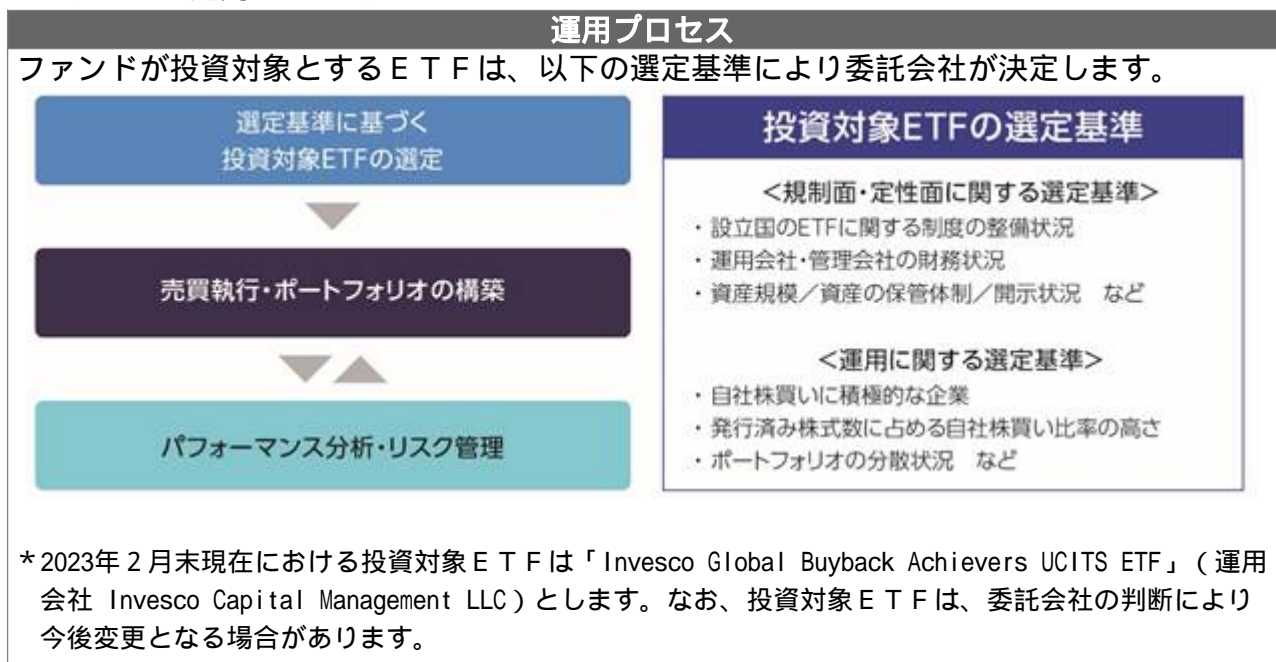 運用プロセス
ファンドが投資対象とするＥＴＦは、以下の選定基準により委託会社が決定します。
選定基準に基づく
投資対象ETFの選定
売買執行・ポートフォリオの構築
パフォーマンス分析・リスク管理
投資対象ETFの選定基準
＜規制面・定性面に関する選定基準＞
・設立国のETFに関する制度の整備状況
・運用会社・管理会社の財務状況
・資産規模／資産の保管体制／開示状況　など
＜運用に関する選定基準＞
・自社株買いに積極的な企業
・発行済み株式数に占める自社株買い比率の高さ
・ポートフォリオの分散状況　など
＊2023年２月末現在における投資対象ＥＴＦは「Invesco Global Buyback Achievers UCITS ETF」（運用
会社 Invesco Capital Management LLC）とします。なお、投資対象ＥＴＦは、委託会社の判断により
今後変更となる場合があります。